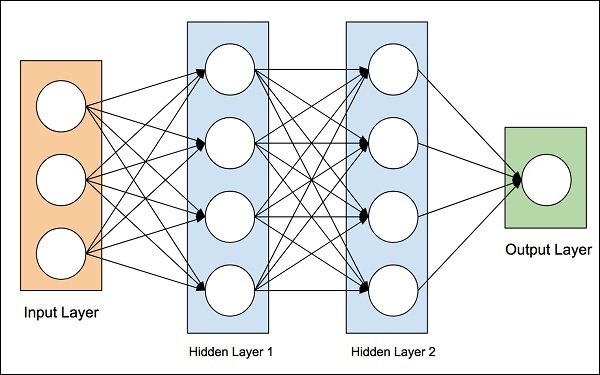 Input Layer
Hidden Layer 1
Hidden Layer 2
Output Layer